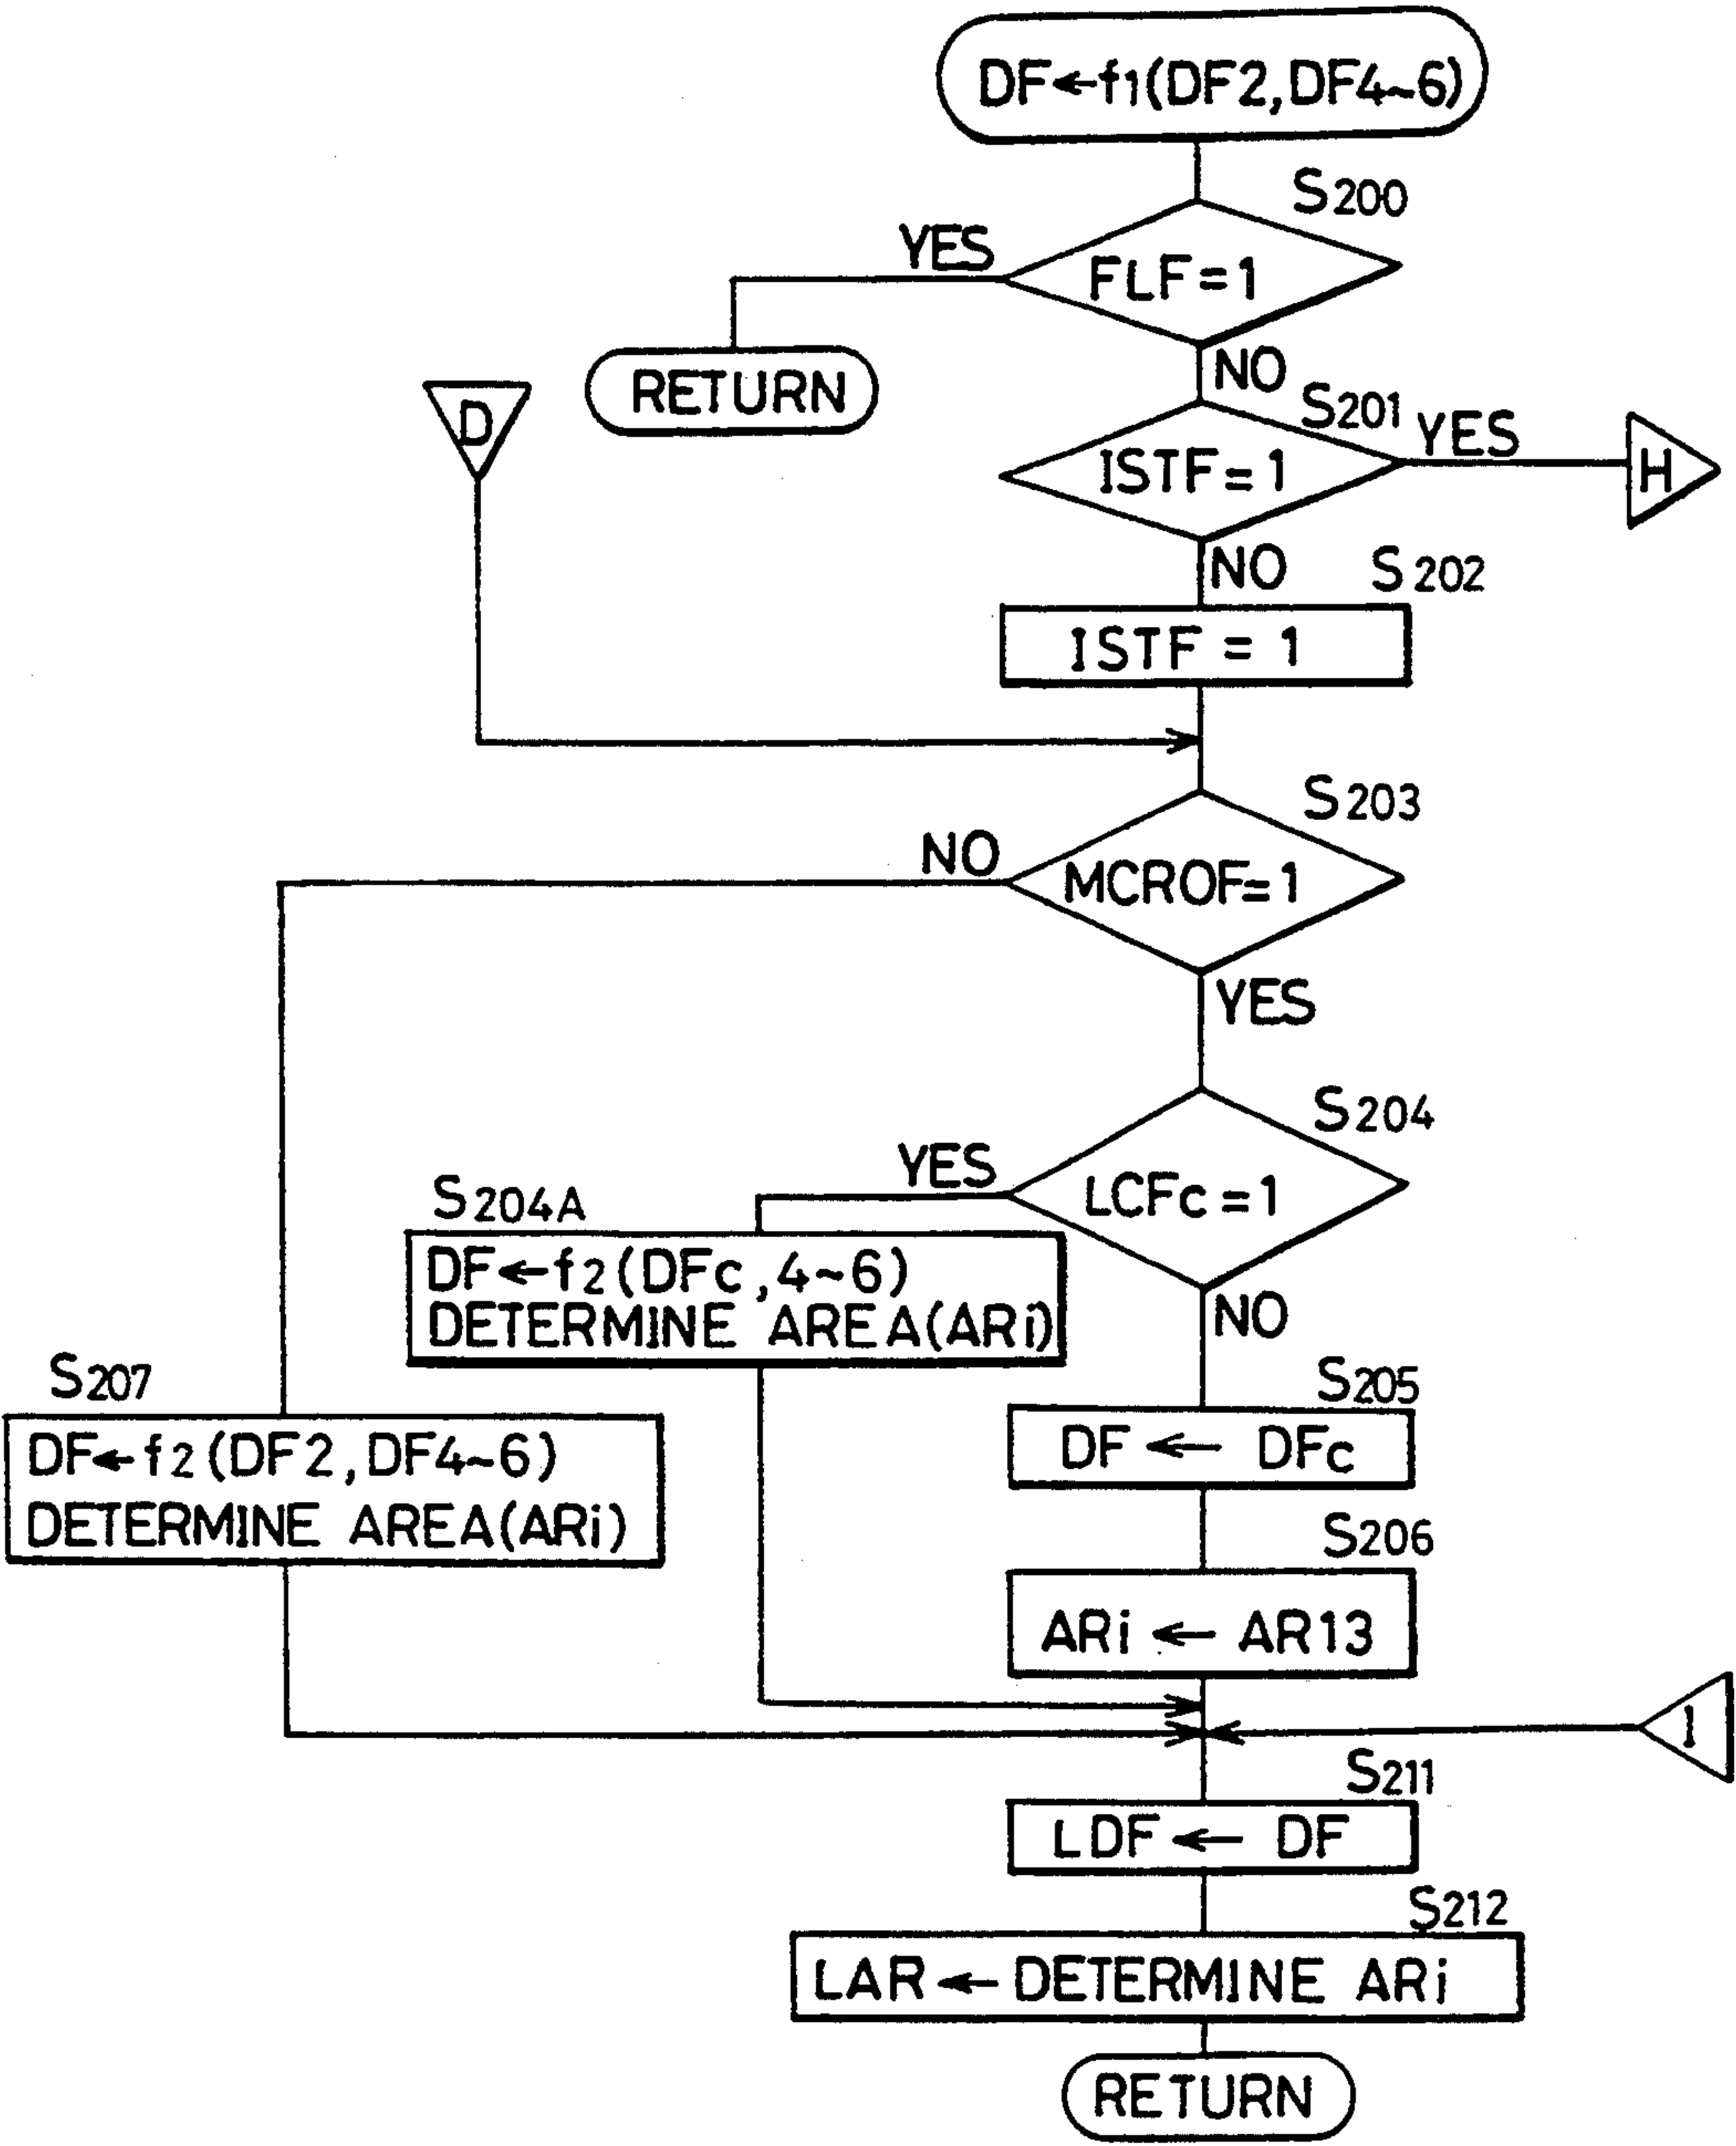 DF←f1(DF2,DF4~6)
S200
YES
FLF=1
RETURN
NO
D
S201
YES
ISTF=1
H
NO
S202
ISTF = 1
S203
NO
MCROF=1
YES
S204
YES
LCFc=1
S204A
DF←f2(DFc,4~6)
DETERMINE AREA(ARi)
NO
S207
S205
DF←f2(DF2,DF4~6)
DETERMINE AREA(ARi)
DF ← DFc
S206
ARi ← AR13
I
S211
LDF ← DF
S212
LAR ← DETERMINE ARi
RETURN